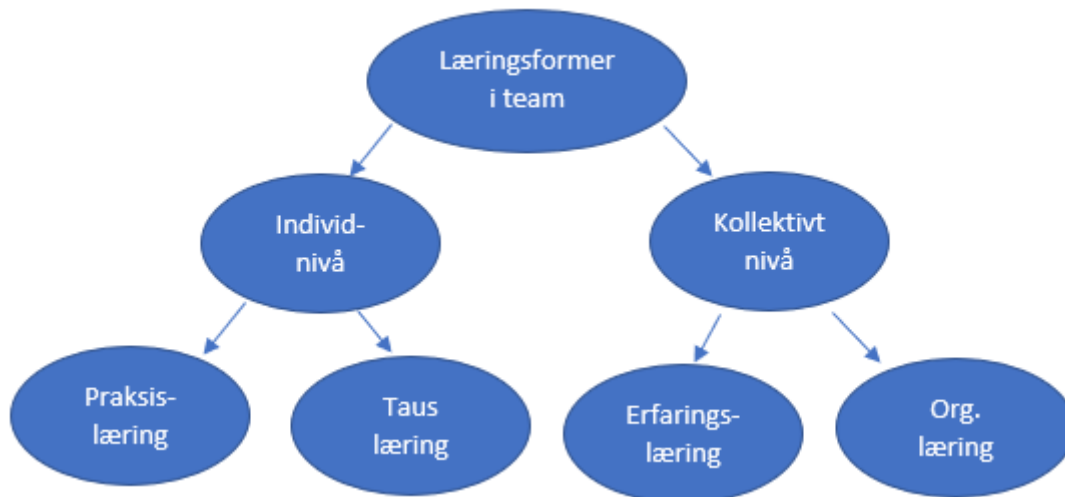 Læringsformer
i team
Individ-
nivå
Kollektivt
nivå
Praksis-
læring
Taus
læring
Erfarings-
læring
Org.
læring